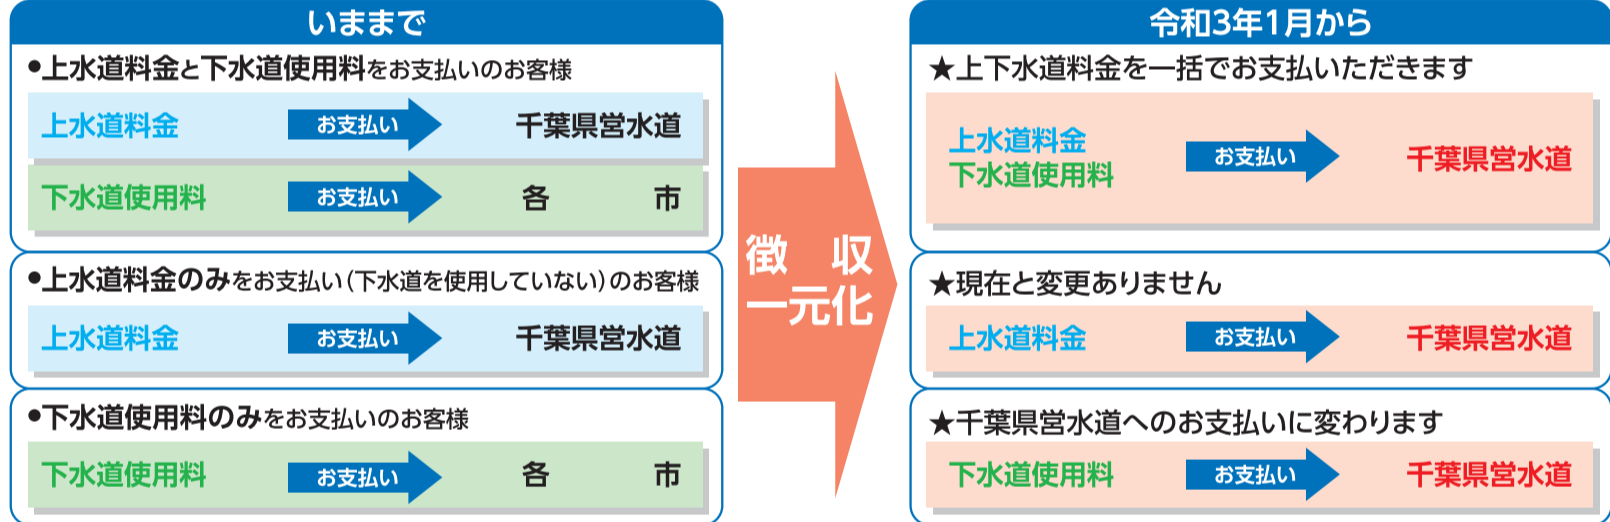 いままで
●上水道料金と下水道使用料をお支払いのお客様
上水道料金 お支払い 千葉県営水道
下水道使用料 お支払い 各 市
●上水道料金のみをお支払い（下水道を使用していない）のお客様
上水道料金 お支払い 千葉県営水道
●下水道使用料のみをお支払いのお客様
下水道使用料 お支払い 各 市
徴 収
一元化
令和3年1月から
★上下水道料金を一括でお支払いただきます
上水道料金
下水道使用料
お支払い 千葉県営水道
★現在と変更ありません
上水道料金 お支払い 千葉県営水道
★千葉県営水道へのお支払いに変わります
下水道使用料 お支払い 千葉県営水道